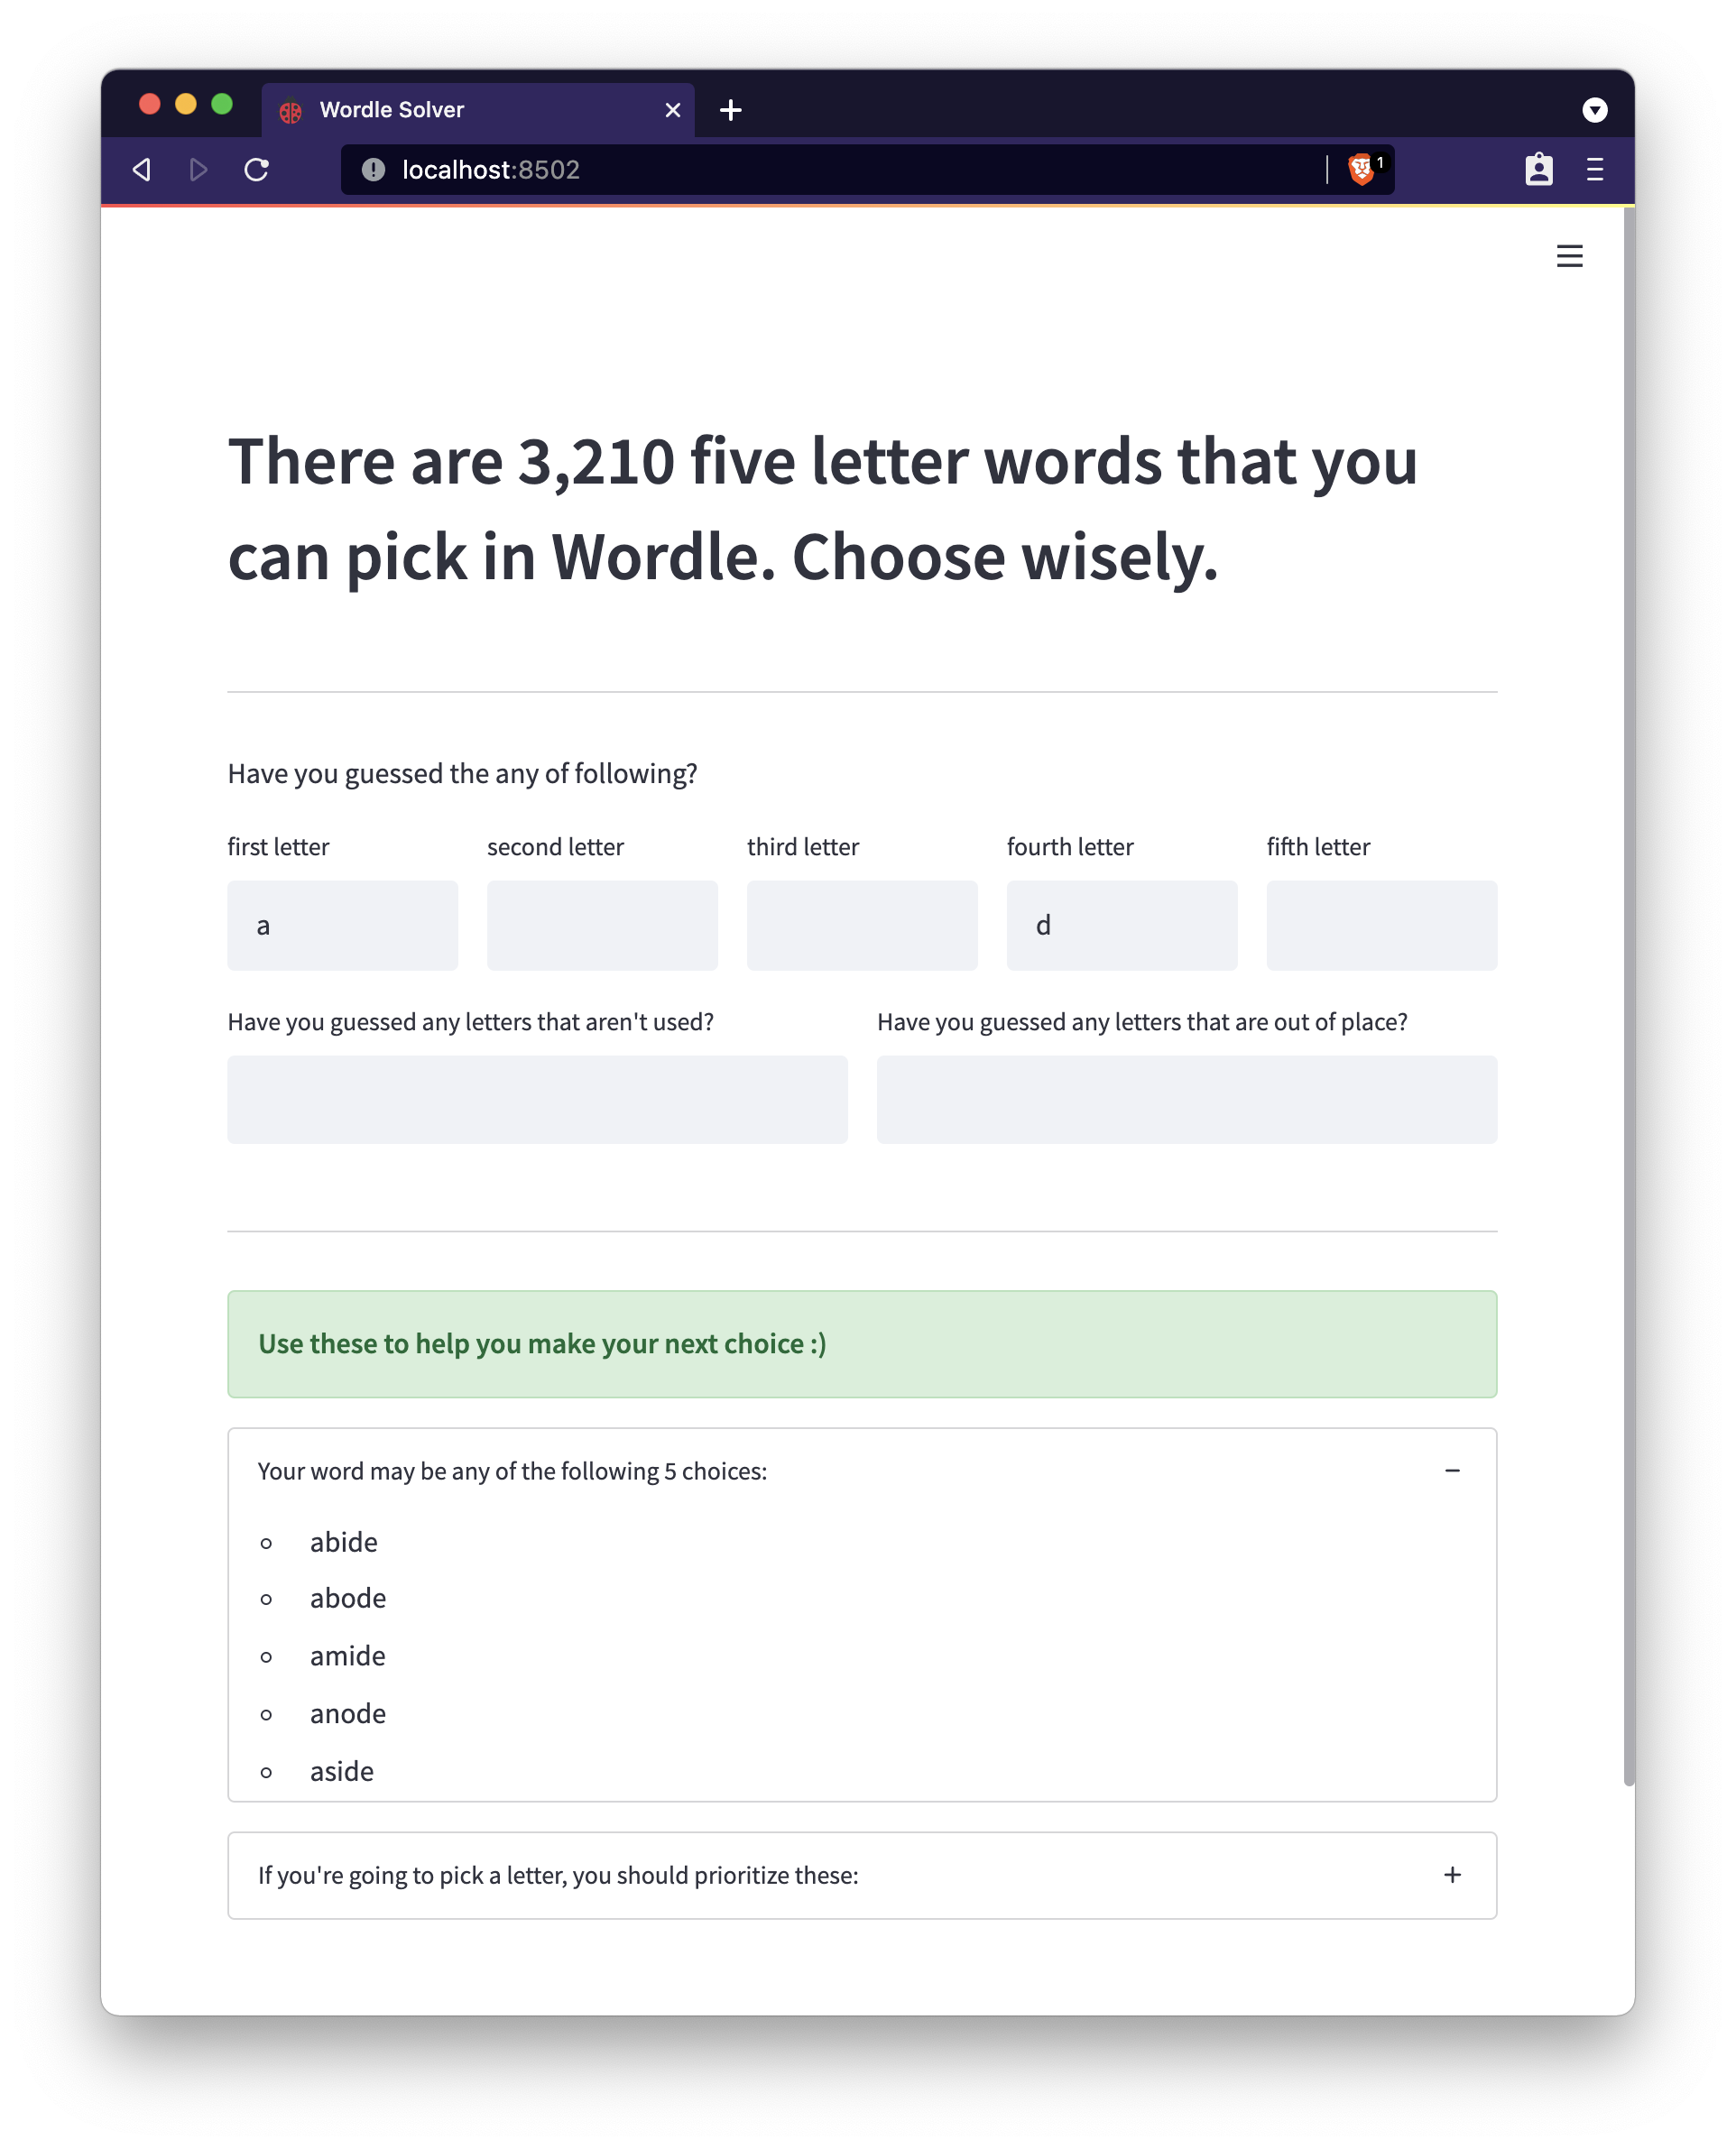 Wordle Solver
localhost:8502
1
There are 3,210 five letter words that you
can pick in Wordle. Choose wisely.
Have you guessed the any of following?
first letter second letter third letter fourth letter fifth letter
a d
Have you guessed any letters that aren't used? Have you guessed any letters that are out of place?
Use these to help you make your next choice :)
Your word may be any of the following 5 choices:
abide
abode
amide
anode
aside
If you're going to pick a letter, you should prioritize these: